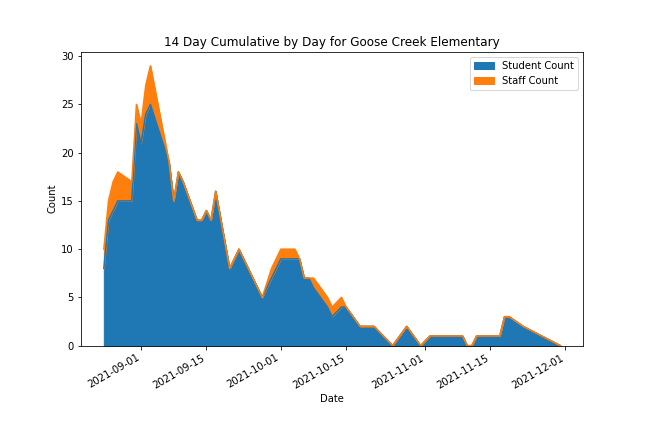 14 Day Cumulative by Day for Goose Creek Elementary
Student Count
Staff Count
Count
30
25
20
15
10
5
0
2021-09-01
2021-09-15
2021-10-01
2021-10-15
2021-11-01
2021-11-15
2021-12-01
Date